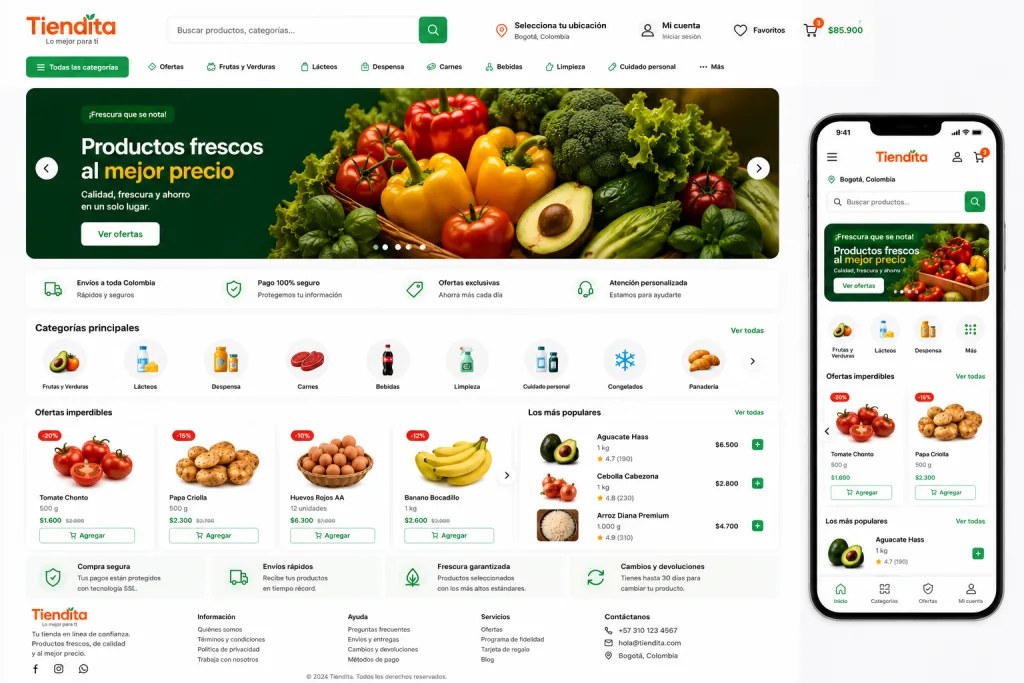 Tiendita
Lo mejor para ti
Buscar productos, categorías...
Selecciona tu ubicación
Bogotá, Colombia
Mi cuenta
Iniciar sesión
Favoritos
3
$85.900
Todas las categorías
Ofertas
Frutas y Verduras
Lácteos
Despensa
Carnes
Bebidas
Limpieza
Cuidado personal
Más
¡Frescura que se nota!
Productos frescos
al mejor precio
Calidad, frescura y ahorro
en un solo lugar.
Ver ofertas
Envíos a toda Colombia
Rápidos y seguros
Pago 100% seguro
Protegemos tu información
Ofertas exclusivas
Ahorra más cada día
Atención personalizada
Estamos para ayudarte
Categorías principales
Ver todas
Frutas y Verduras
Lácteos
Despensa
Carnes
Bebidas
Limpieza
Cuidado personal
Congelados
Panadería
Ofertas imperdibles
-20%
Tomate Chonto
500 g
$1.600 $2.000
Agregar
-15%
Papa Criolla
500 g
$2.300 $2.700
Agregar
-10%
Huevos Rojos AA
12 unidades
$6.300 $7.000
Agregar
-12%
Banano Bocadillo
1 kg
$2.600
Agregar
Los más populares
Ver todas
Aguacate Hass
1 kg
4.7 (190)
$6.500
Cebolla Cabezona
1 kg
4.8 (230)
$2.800
Arroz Diana Premium
1.000 g
4.9 (310)
$4.700
Compra segura
Tus pagos están protegidos
con tecnología SSL.
Envíos rápidos
Recibe tus productos
en tiempo récord.
Frescura garantizada
Productos seleccionados
con los más altos estándares.
Cambios y devoluciones
Tienes hasta 30 días para
cambiar tu producto.
Tiendita
Lo mejor para ti
Tu tienda en línea de confianza.
Productos frescos, de calidad
y al mejor precio.
Información
Quiénes somos
Términos y condiciones
Política de privacidad
Trabaja con nosotros
Ayuda
Preguntas frecuentes
Envíos y entregas
Cambios y devoluciones
Métodos de pago
Servicios
Ofertas
Programa de fidelidad
Tarjeta de regalo
Blog
Contáctanos
+57 310 123 4567
hola@tiendita.com
Bogotá, Colombia
© 2024 Tiendita. Todos los derechos reservados.
9:41
Tiendita
3
Bogotá, Colombia
Buscar productos...
¡Frescura que se nota!
Productos frescos
al mejor precio
Calidad, frescura y ahorro
Ver ofertas
Frutas y
Verduras
Lácteos
Despensa
Más
Ofertas imperdibles
Ver todas
-20%
Tomate Chonto
500 g
$1.600
Agregar
-15%
Papa Criolla
500 g
$2.300
Agregar
Los más populares
Ver todas
Aguacate Hass
1 kg
4.7 (190)
Inicio
Categorías
Ofertas
Mi cuenta